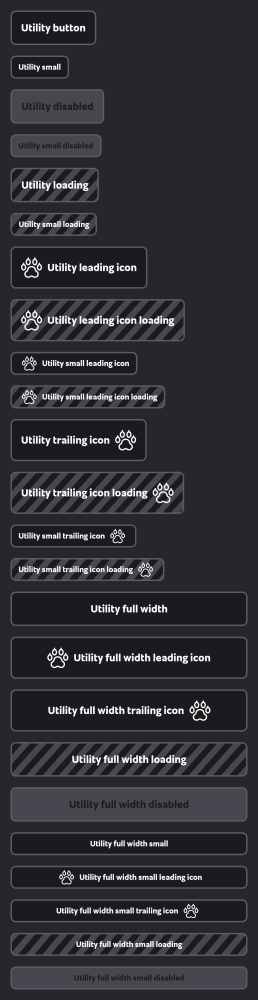 Utility button
Utility small
Utility disabled
Utility small disabled
Utility loading
Utility small loading
Utility leading icon
Utility leading icon loading
Utility small leading icon
Utility small leading icon loading
Utility trailing icon
Utility trailing icon loading
Utility small trailing icon
Utility small trailing icon loading
Utility full width
Utility full width leading icon
Utility full width trailing icon
Utility full width loading
Utility full width disabled
Utility full width small
Utility full width small leading icon
Utility full width small trailing icon
Utility full width small loading
Utility full width small disabled